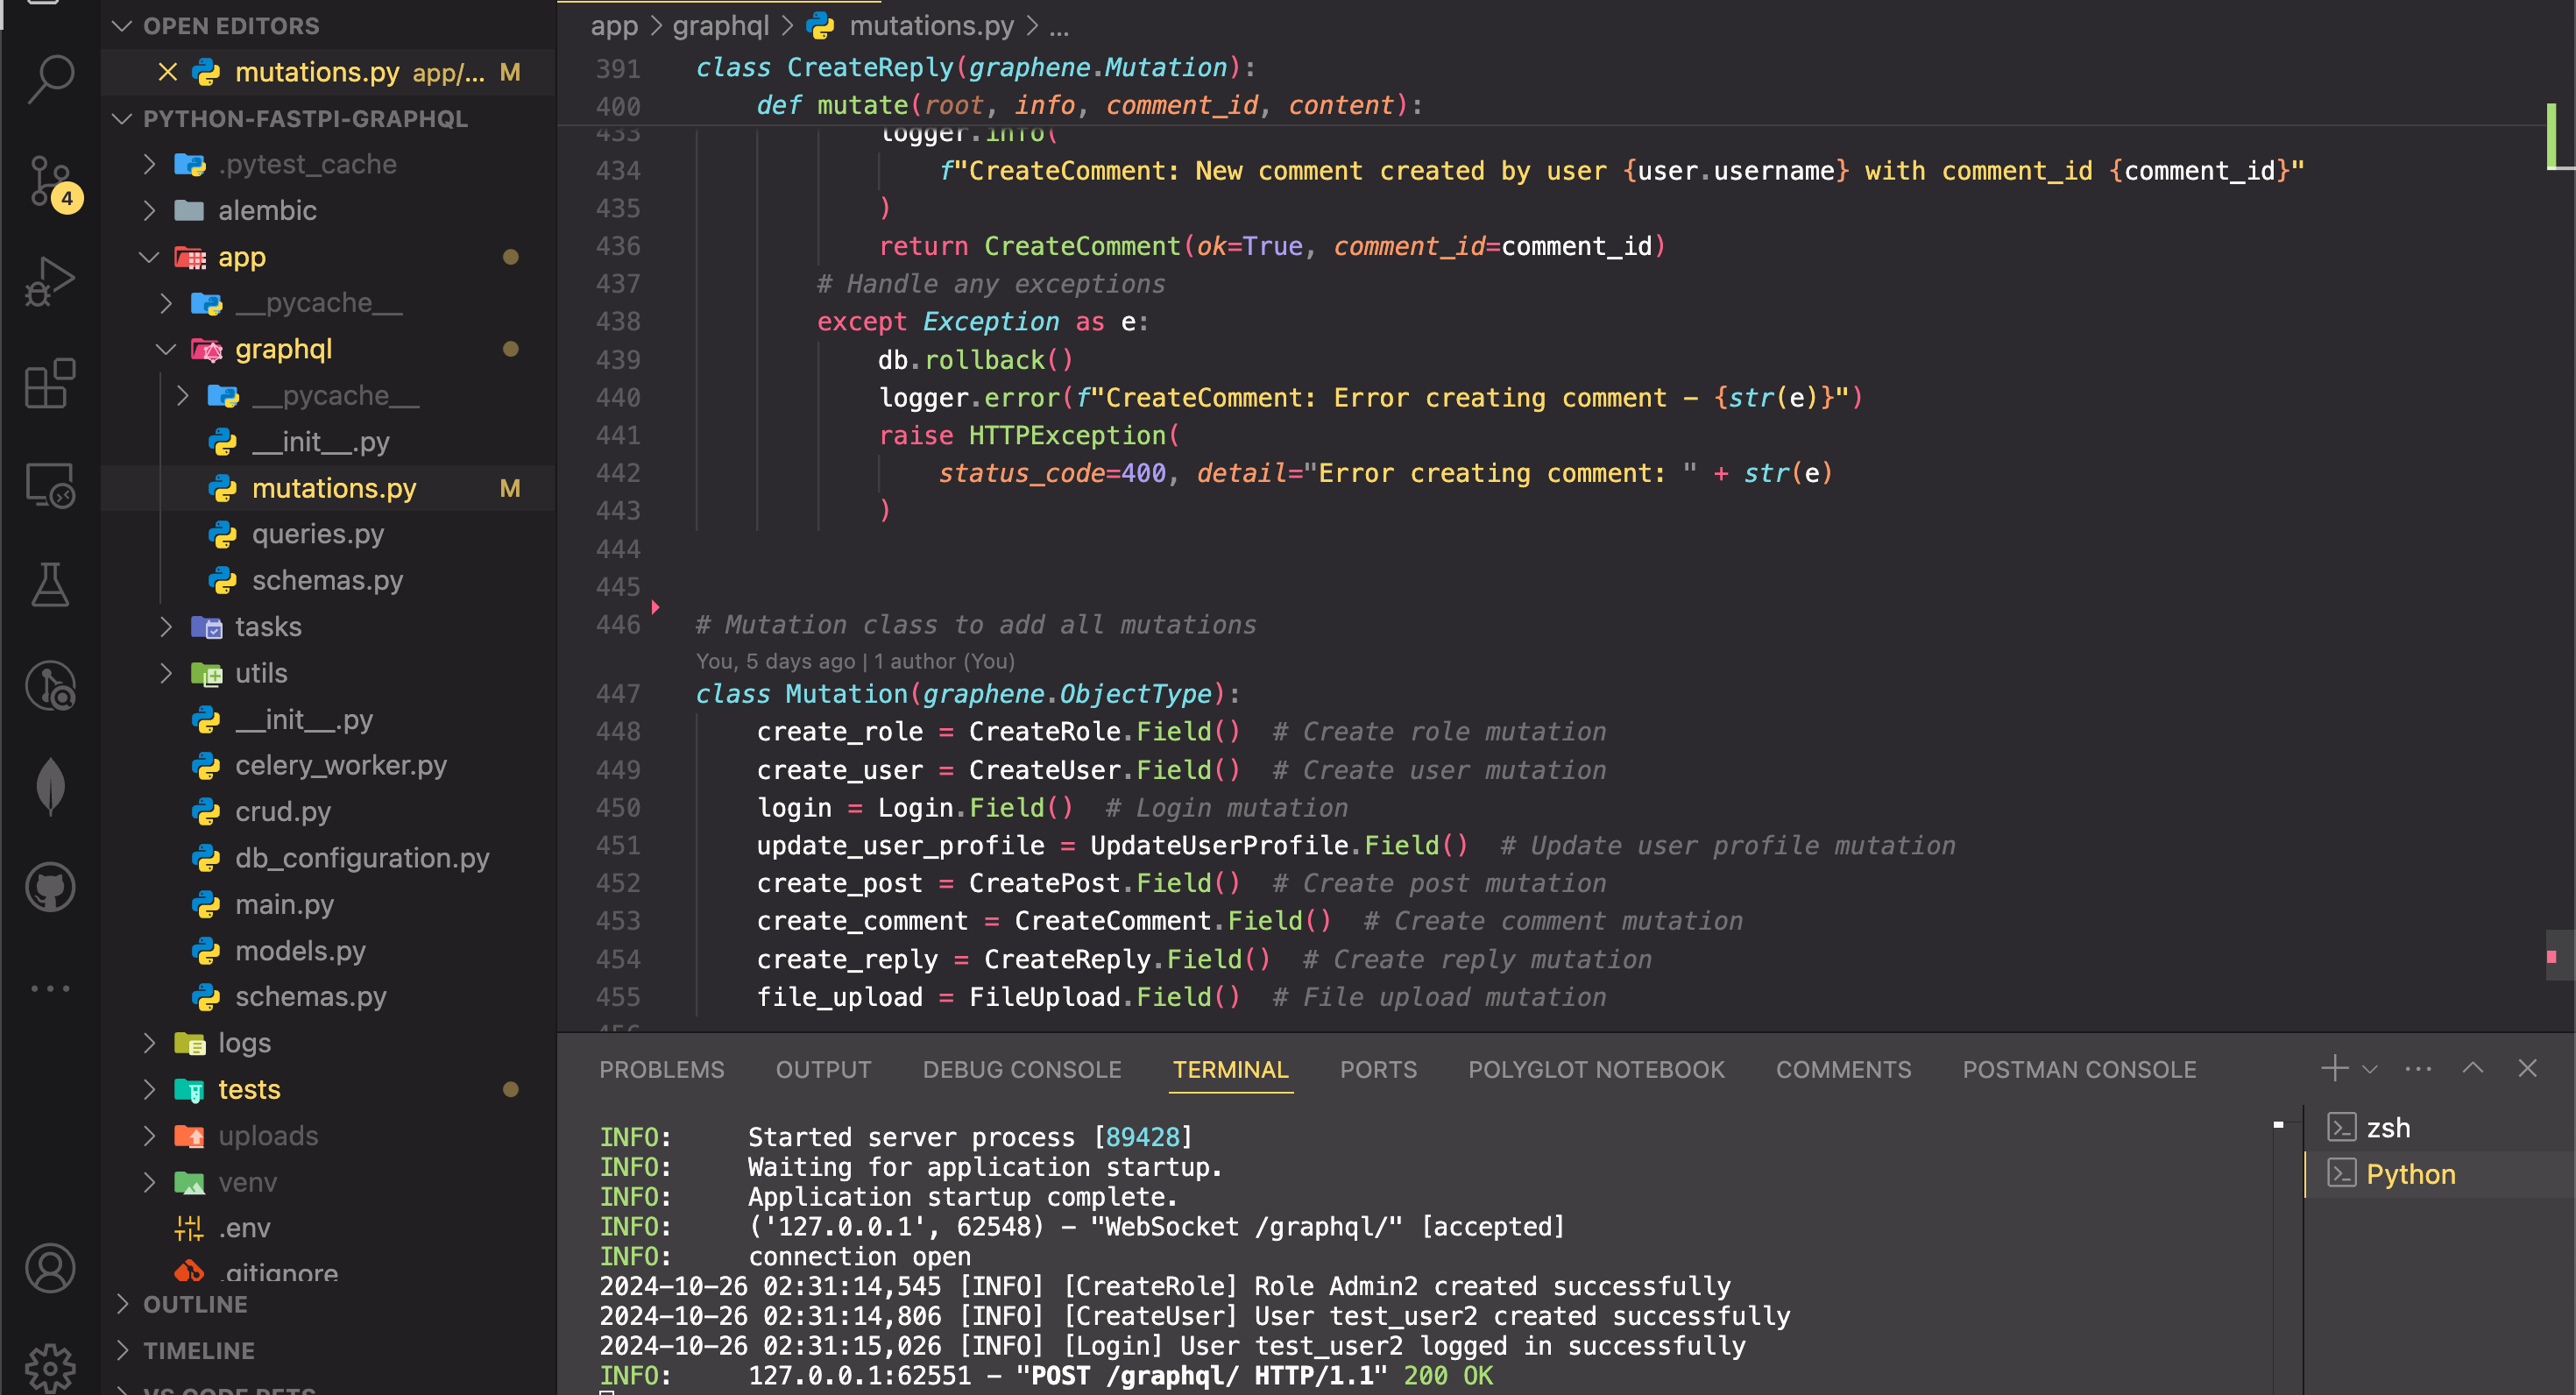 OPEN EDITORS
mutations.py app/... M
PYTHON-FASTPI-GRAPHQL
.pytest_cache
alembic
app
__pycache__
graphql
__pycache__
__init__.py
mutations.py M
queries.py
schemas.py
tasks
utils
__init__.py
celery_worker.py
crud.py
db_configuration.py
main.py
models.py
schemas.py
logs
tests
uploads
venv
.env
.gitignore
OUTLINE
TIMELINE
VS CODE PETS
4
app > graphql > mutations.py > ...
391 class CreateReply(graphene.Mutation):
400 def mutate(root, info, comment_id, content):
433 logger.info(
434 f"CreateComment: New comment created by user {user.username} with comment_id {comment_id}"
435 )
436 return CreateComment(ok=True, comment_id=comment_id)
437 # Handle any exceptions
438 except Exception as e:
439 db.rollback()
440 logger.error(f"CreateComment: Error creating comment - {str(e)}")
441 raise HTTPException(
442 status_code=400, detail="Error creating comment: " + str(e)
443 )
444
445
446 # Mutation class to add all mutations
You, 5 days ago | 1 author (You)
447 class Mutation(graphene.ObjectType):
448 create_role = CreateRole.Field() # Create role mutation
449 create_user = CreateUser.Field() # Create user mutation
450 login = Login.Field() # Login mutation
451 update_user_profile = UpdateUserProfile.Field() # Update user profile mutation
452 create_post = CreatePost.Field() # Create post mutation
453 create_comment = CreateComment.Field() # Create comment mutation
454 create_reply = CreateReply.Field() # Create reply mutation
455 file_upload = FileUpload.Field() # File upload mutation
456
PROBLEMS OUTPUT DEBUG CONSOLE TERMINAL PORTS POLYGLOT NOTEBOOK COMMENTS POSTMAN CONSOLE
INFO: Started server process [89428]
INFO: Waiting for application startup.
INFO: Application startup complete.
INFO: ('127.0.0.1', 62548) - "WebSocket /graphql/" [accepted]
INFO: connection open
2024-10-26 02:31:14,545 [INFO] [CreateRole] Role Admin2 created successfully
2024-10-26 02:31:14,806 [INFO] [CreateUser] User test_user2 created successfully
2024-10-26 02:31:15,026 [INFO] [Login] User test_user2 logged in successfully
INFO: 127.0.0.1:62551 - "POST /graphql/ HTTP/1.1" 200 OK
zsh
Python